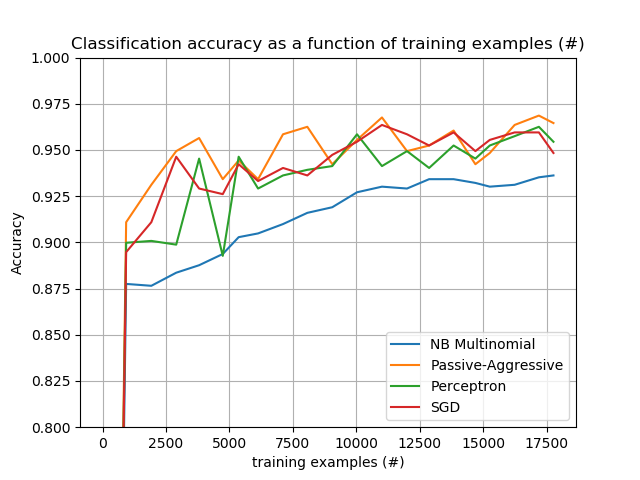 Classification accuracy as a function of training examples (#)
1.000
0.975
0.950
0.925
0.900
0.875
0.850
0.825
0.800
Accuracy
NB Multinomial
Passive-Aggressive
Perceptron
SGD
0 2500 5000 7500 10000 12500 15000 17500
training examples (#)